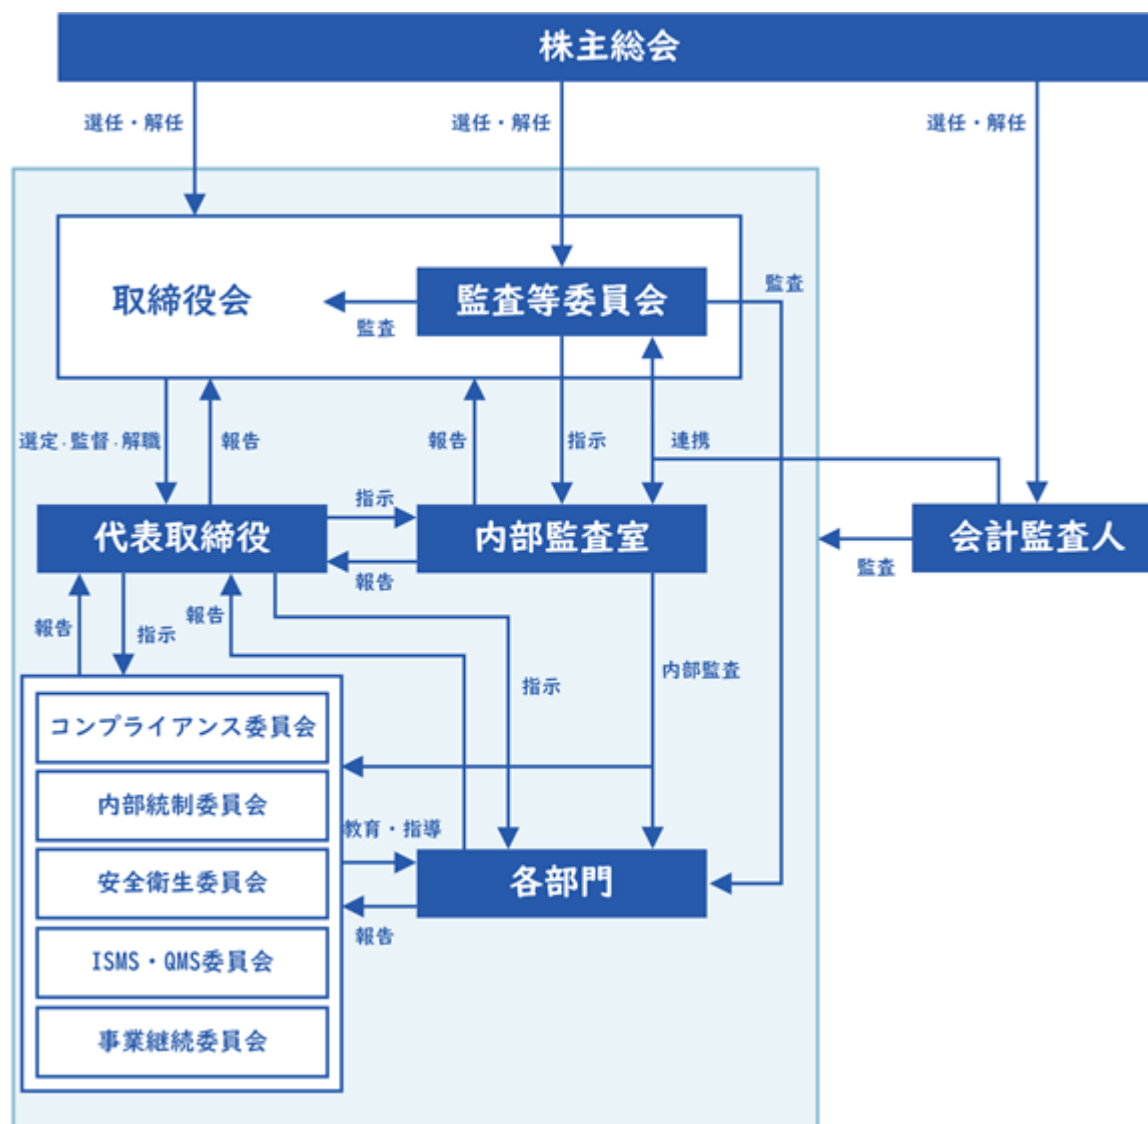 株主総会
選任・解任
選任・解任
選任・解任
取締役会
監査等委員会
監査
監査
選定・監督・解職
報告
報告
指示
連携
代表取締役
指示
報告
内部監査室
会計監査人
監査
報告
指示
報告
指示
内部監査
コンプライアンス委員会
内部統制委員会
安全衛生委員会
ISMS・QMS委員会
事業継続委員会
教育・指導
報告
各部門